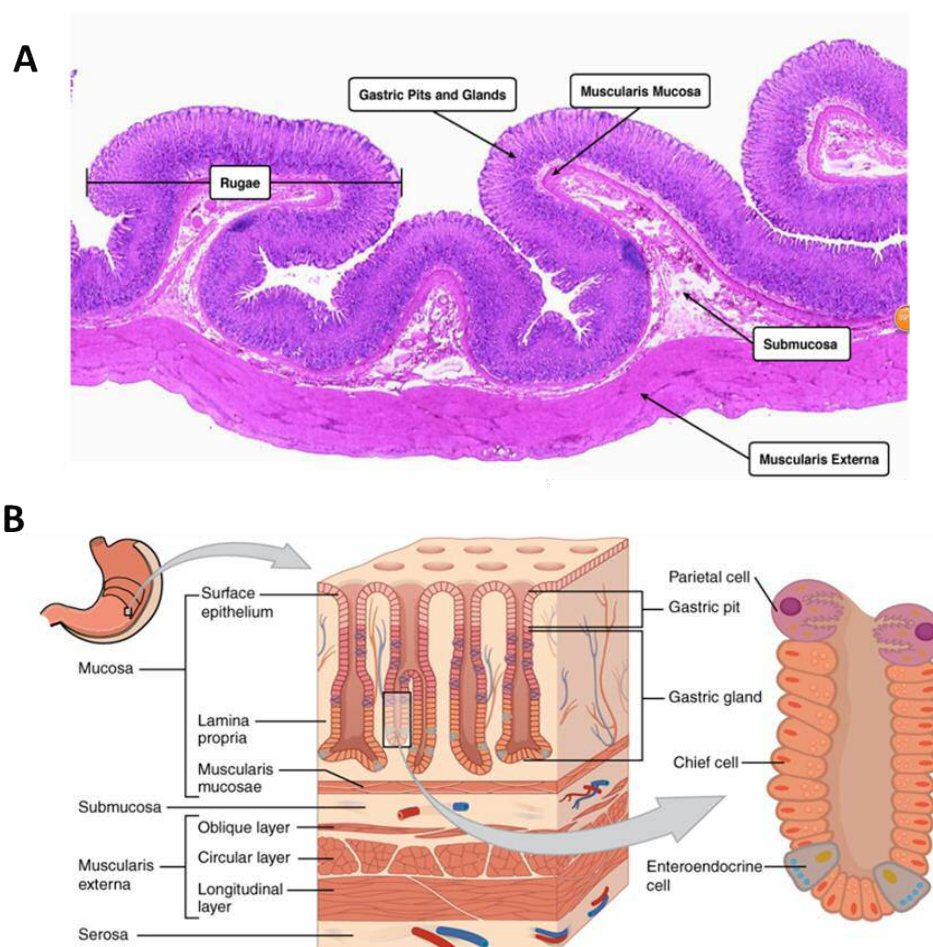 A
Gastric Pits and Glands
Muscularis Mucosa
Rugae
Submucosa
Muscularis Externa
B
Surface
epithelium
Mucosa
Lamina
propria
Muscularis
mucosae
Submucosa
Oblique layer
Muscularis
externa
Circular layer
Longitudinal
layer
Serosa
Parietal cell
Gastric pit
Gastric gland
Chief cell
Enteroendocrine
cell